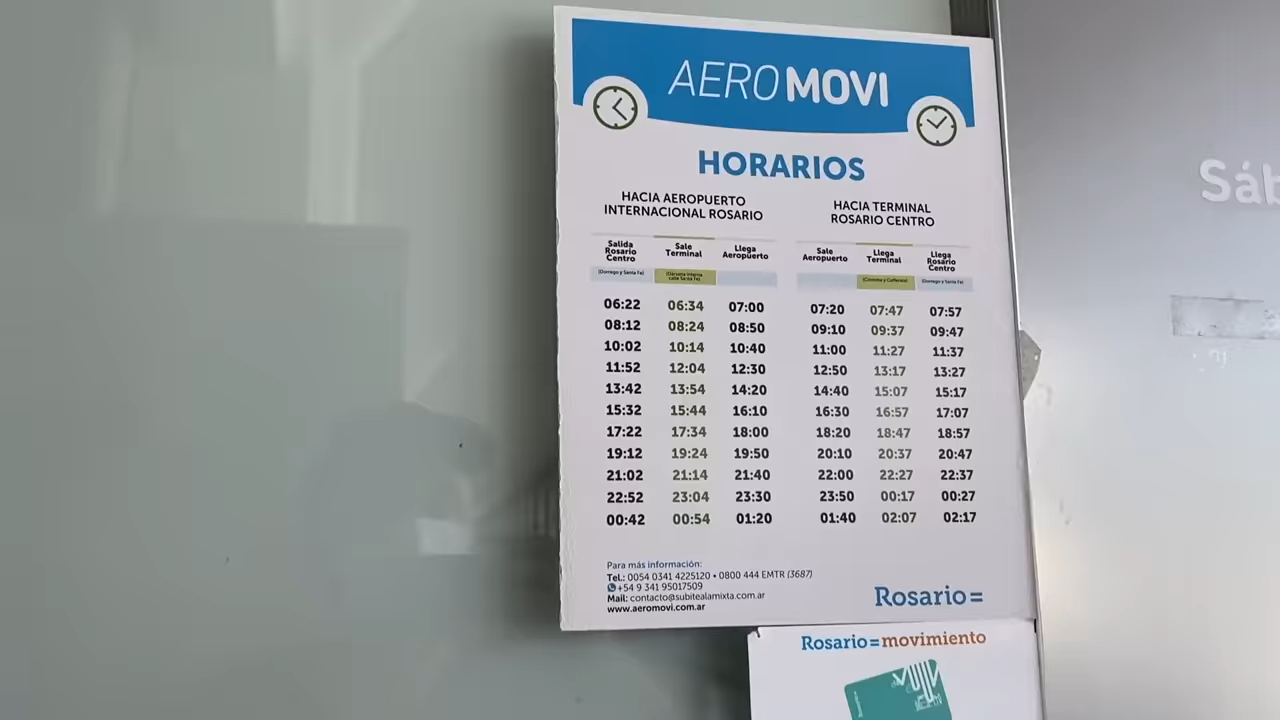 AEROMOVI
HORARIOS
HACIA AEROPUERTO
INTERNACIONAL ROSARIO
HACIA TERMINAL
ROSARIO CENTRO
Salida Rosario Centro Sale Terminal Llega Aeropuerto Sale Aeropuerto Llega Terminal Llega Rosario Centro
(Dorrego y Santa Fe) (Dársena interna calle Santa Fe) (Dorrego y Santa Fe)
06:22 06:34 07:00 07:20 07:47 07:57
08:12 08:24 08:50 09:10 09:37 09:47
10:02 10:14 10:40 11:00 11:27 11:37
11:52 12:04 12:30 12:50 13:17 13:27
13:42 13:54 14:20 14:40 15:07 15:17
15:32 15:44 16:10 16:30 16:57 17:07
17:22 17:34 18:00 18:20 18:47 18:57
19:12 19:24 19:50 20:10 20:37 20:47
21:02 21:14 21:40 22:00 22:27 22:37
22:52 23:04 23:30 23:50 00:17 00:27
00:42 00:54 01:20 01:40 02:07 02:17
Para más información:
Tel.: 0054 0341 4225120 • 0800 444 EMTR (3687)
+54 9 341 95017509
Mail: contacto@subitealamixta.com.ar
www.aeromovi.com.ar
Rosario=
Rosario=movimiento
Sáb